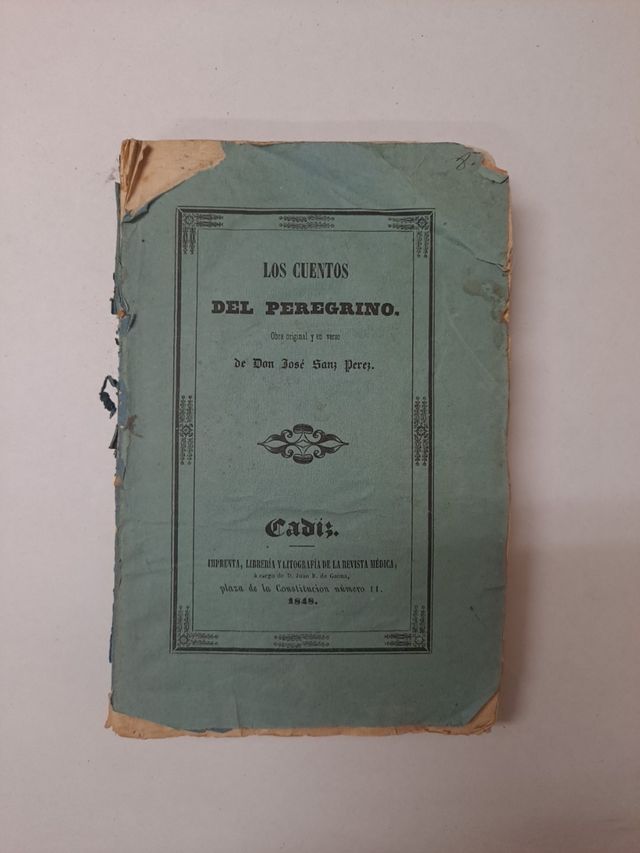 8.
LOS CUENTOS
DEL PEREGRINO.
Obra original y en verso
de Don José Sanz Perez.
Cadiz.
IMPRENTA, LIBRERÍA Y LITOGRAFÍA DE LA REVISTA MÉDICA,
á cargo de D. Juan B. de Gaona,
plaza de la Constitucion número 11.
1848.